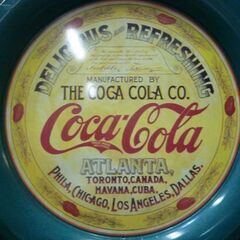 DELICIOUS AND REFRESHING
MANUFACTURED BY
THE COCA COLA CO.
Coca-Cola
ATLANTA,
TORONTO, CANADA,
HAVANA, CUBA.
PHILA, CHICAGO, LOS ANGELES, DALLAS.